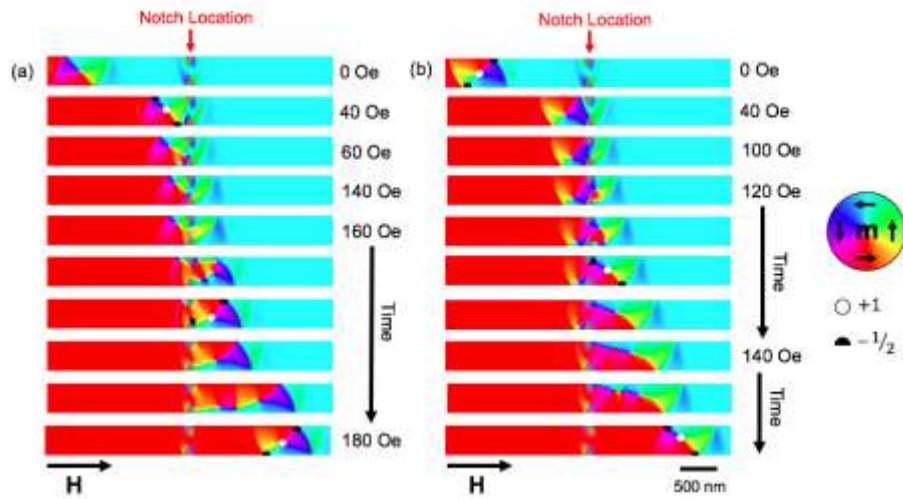 Notch Location
(a)
0 Oe
40 Oe
60 Oe
140 Oe
160 Oe
Time
180 Oe
H
Notch Location
(b)
0 Oe
40 Oe
100 Oe
120 Oe
Time
140 Oe
Time
H
500 nm
m
+1
−1/2